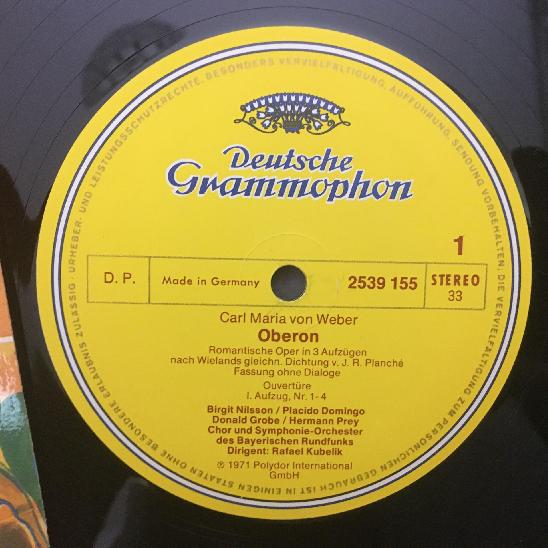 URHEBER- UND LEISTUNGSSCHUTZRECHTE, BESONDERS VERVIELFÄLTIGUNG, AUFFÜHRUNG, SENDUNG VORBEHALTEN; DIE VERVIELFÄLTIGUNG ZUM PERSÖNLICHEN GEBRAUCH IST IN EINIGEN STAATEN OHNE BESONDERE ERLAUBNIS ZULÄSSIG ·
Deutsche
Grammophon
1
D. P. Made in Germany 2539 155 STEREO
33
Carl Maria von Weber
Oberon
Romantische Oper in 3 Aufzügen
nach Wielands gleichn. Dichtung v. J. R. Planché
Fassung ohne Dialoge
Ouvertüre
I. Aufzug, Nr. 1-4
Birgit Nilsson / Placido Domingo
Donald Grobe / Hermann Prey
Chor und Symphonie-Orchester
des Bayerischen Rundfunks
Dirigent: Rafael Kubelik
℗ 1971 Polydor International
GmbH